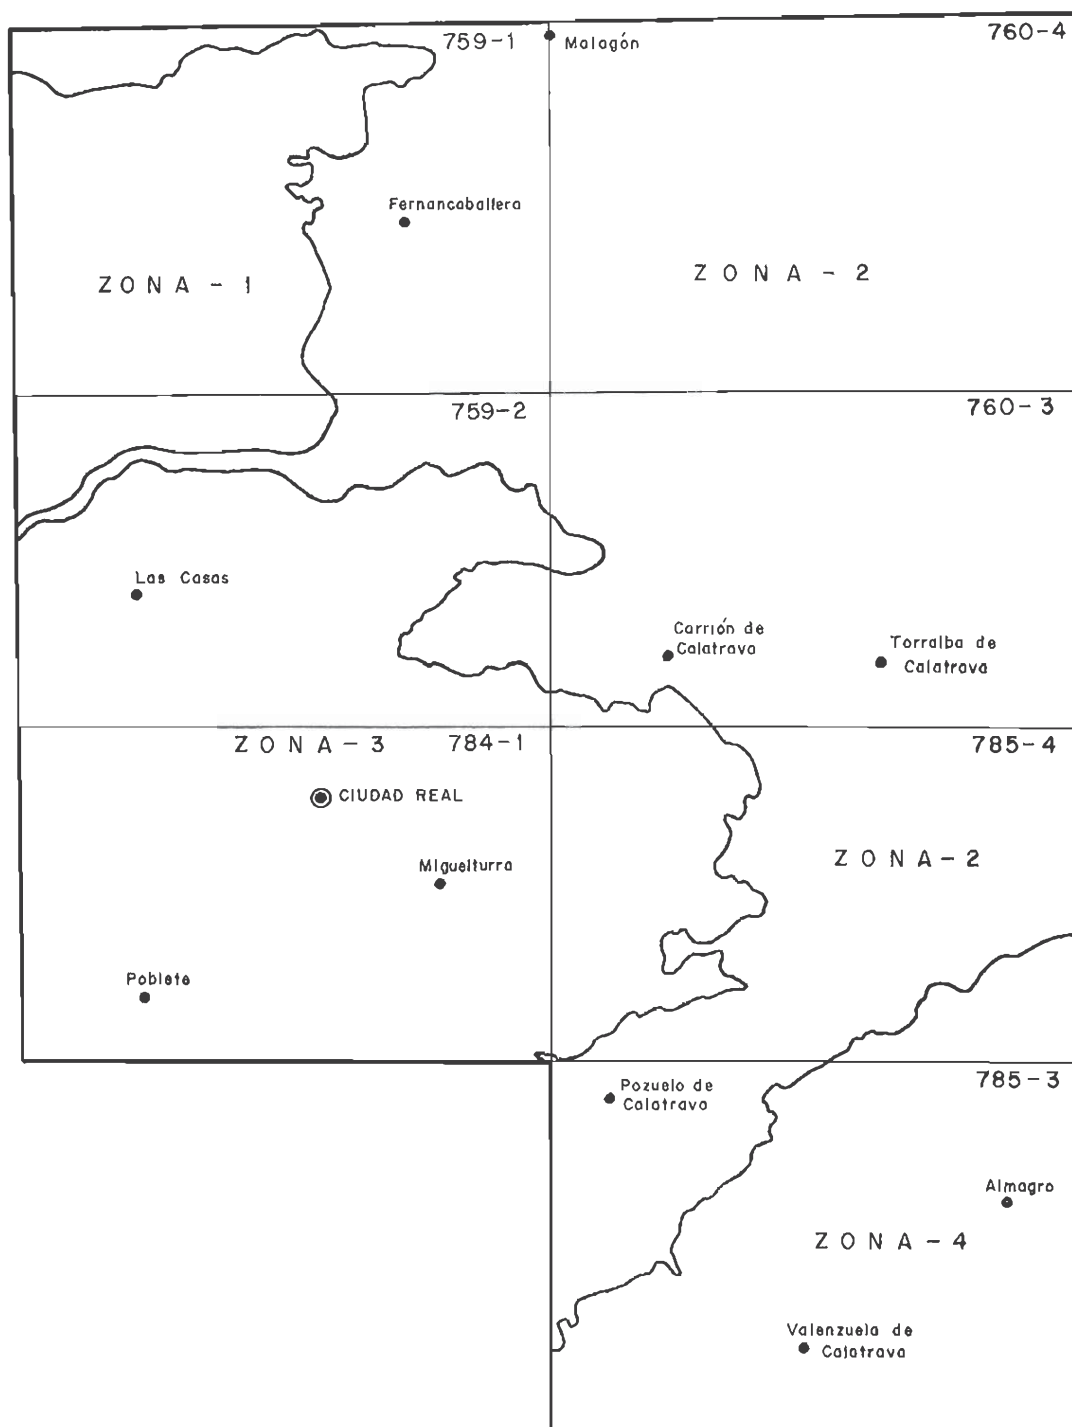 759-1
Malagón
760-4
Fernancaballera
ZONA - 1
ZONA - 2
759-2
760-3
Las Casas
Carrión de
Calatrava
Torralba de
Calatrava
ZONA - 3
784-1
785-4
CIUDAD REAL
Miguelturra
ZONA - 2
Poblete
785-3
Pozuelo de
Calatrava
Almagro
ZONA - 4
Valenzuela de
Calatrava